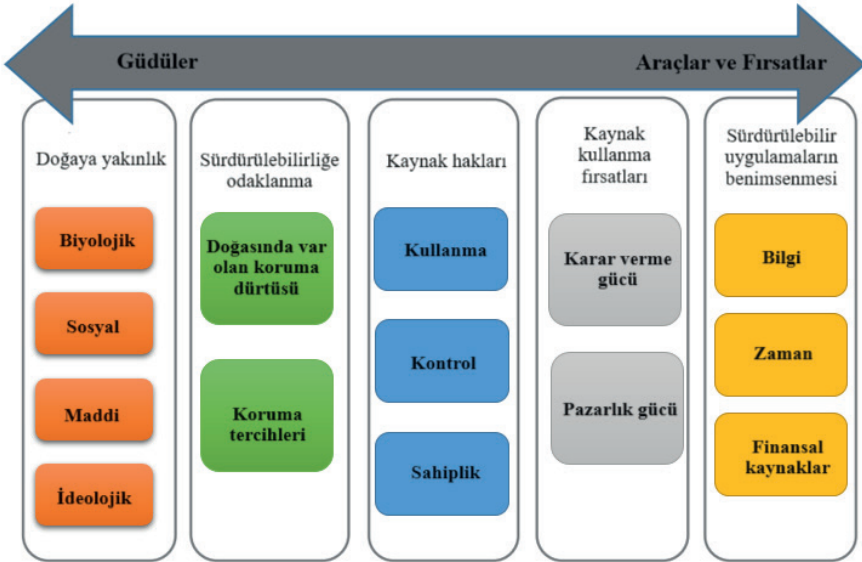 Güdüler
Araçlar ve Fırsatlar
Doğaya yakınlık
Biyolojik
Sosyal
Maddi
İdeolojik
Sürdürülebilirliğe
odaklanma
Doğasında var
olan koruma
dürtüsü
Koruma
tercihleri
Kaynak hakları
Kullanma
Kontrol
Sahiplik
Kaynak
kullanma
fırsatları
Karar verme
gücü
Pazarlık gücü
Sürdürülebilir
uygulamaların
benimsenmesi
Bilgi
Zaman
Finansal
kaynaklar